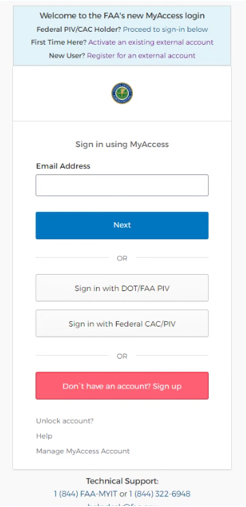 Welcome to the FAA's new MyAccess login
Federal PIV/CAC Holder? Proceed to sign-in below
First Time Here? Activate an existing external account
New User? Register for an external account
Sign in using MyAccess
Email Address
Next
OR
Sign in with DOT/FAA PIV
Sign in with Federal CAC/PIV
OR
Don't have an account? Sign up
Unlock account?
Help
Manage MyAccess Account
Technical Support:
1 (844) FAA-MYIT or 1 (844) 322-6948